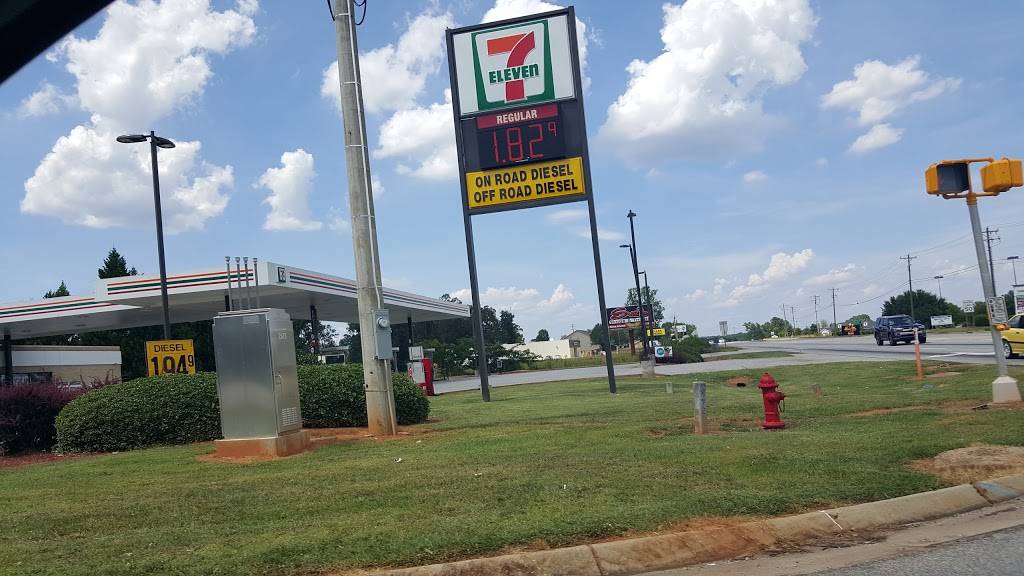 7
ELEVEN
REGULAR
1.82 9
ON ROAD DIESEL
OFF ROAD DIESEL
DIESEL
1.94 9